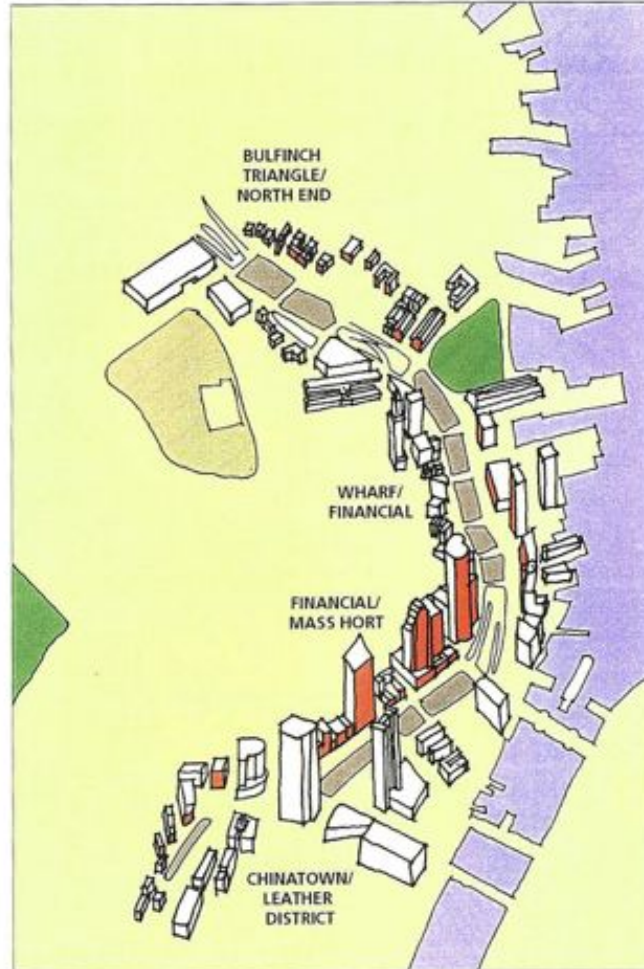 BULFINCH
TRIANGLE/
NORTH END
WHARF/
FINANCIAL
FINANCIAL/
MASS HORT
CHINATOWN/
LEATHER
DISTRICT